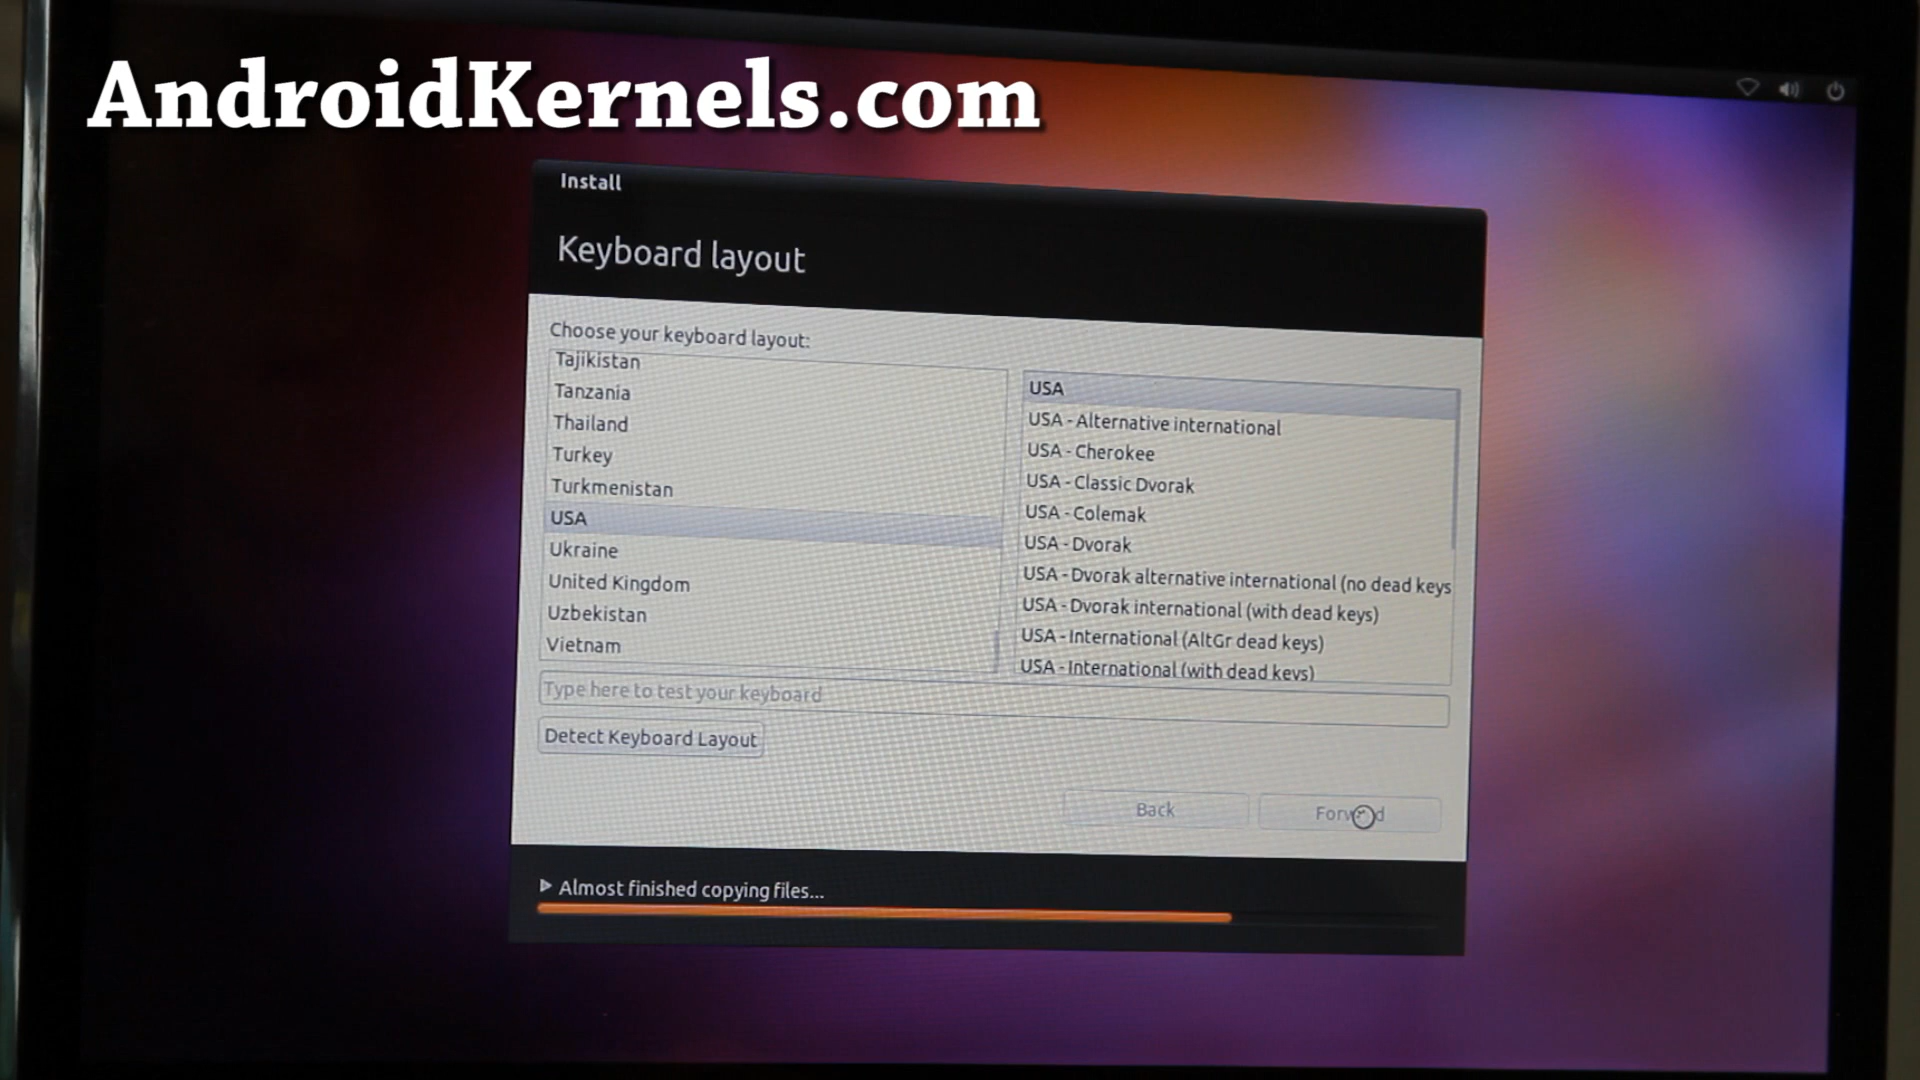 AndroidKernels.com
Install
Keyboard layout
Choose your keyboard layout:
Tajikistan
Tanzania
Thailand
Turkey
Turkmenistan
USA
Ukraine
United Kingdom
Uzbekistan
Vietnam
USA
USA - Alternative international
USA - Cherokee
USA - Classic Dvorak
USA - Colemak
USA - Dvorak
USA - Dvorak alternative international (no dead keys
USA - Dvorak international (with dead keys)
USA - International (AltGr dead keys)
USA - International (with dead keys)
Type here to test your keyboard
Detect Keyboard Layout
Back
Forward
Almost finished copying files...